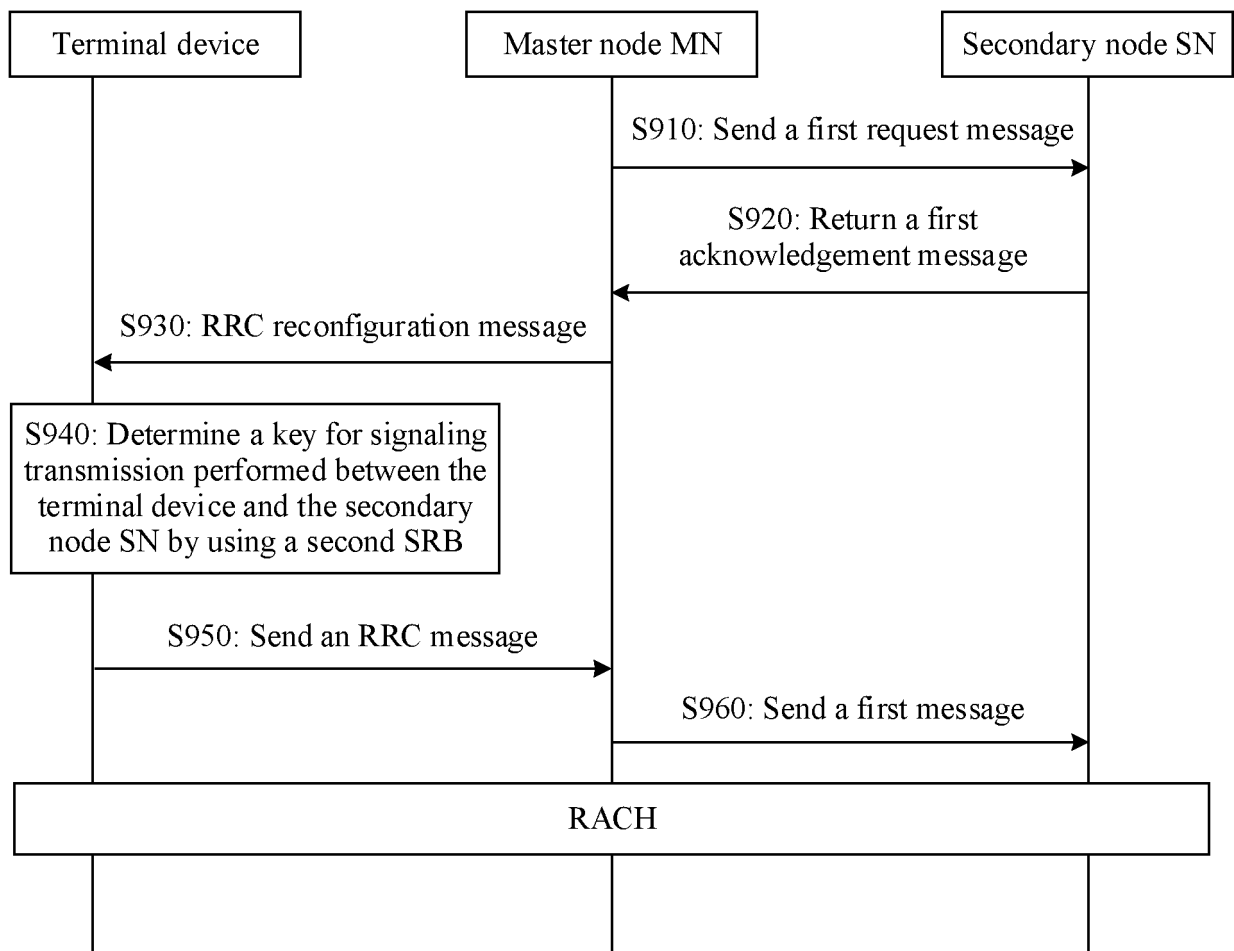 Terminal device
Master node MN
Secondary node SN
S910: Send a first request message
S920: Return a first
acknowledgement message
S930: RRC reconfiguration message
S940: Determine a key for signaling
transmission performed between the
terminal device and the secondary
node SN by using a second SRB
S950: Send an RRC message
S960: Send a first message
RACH